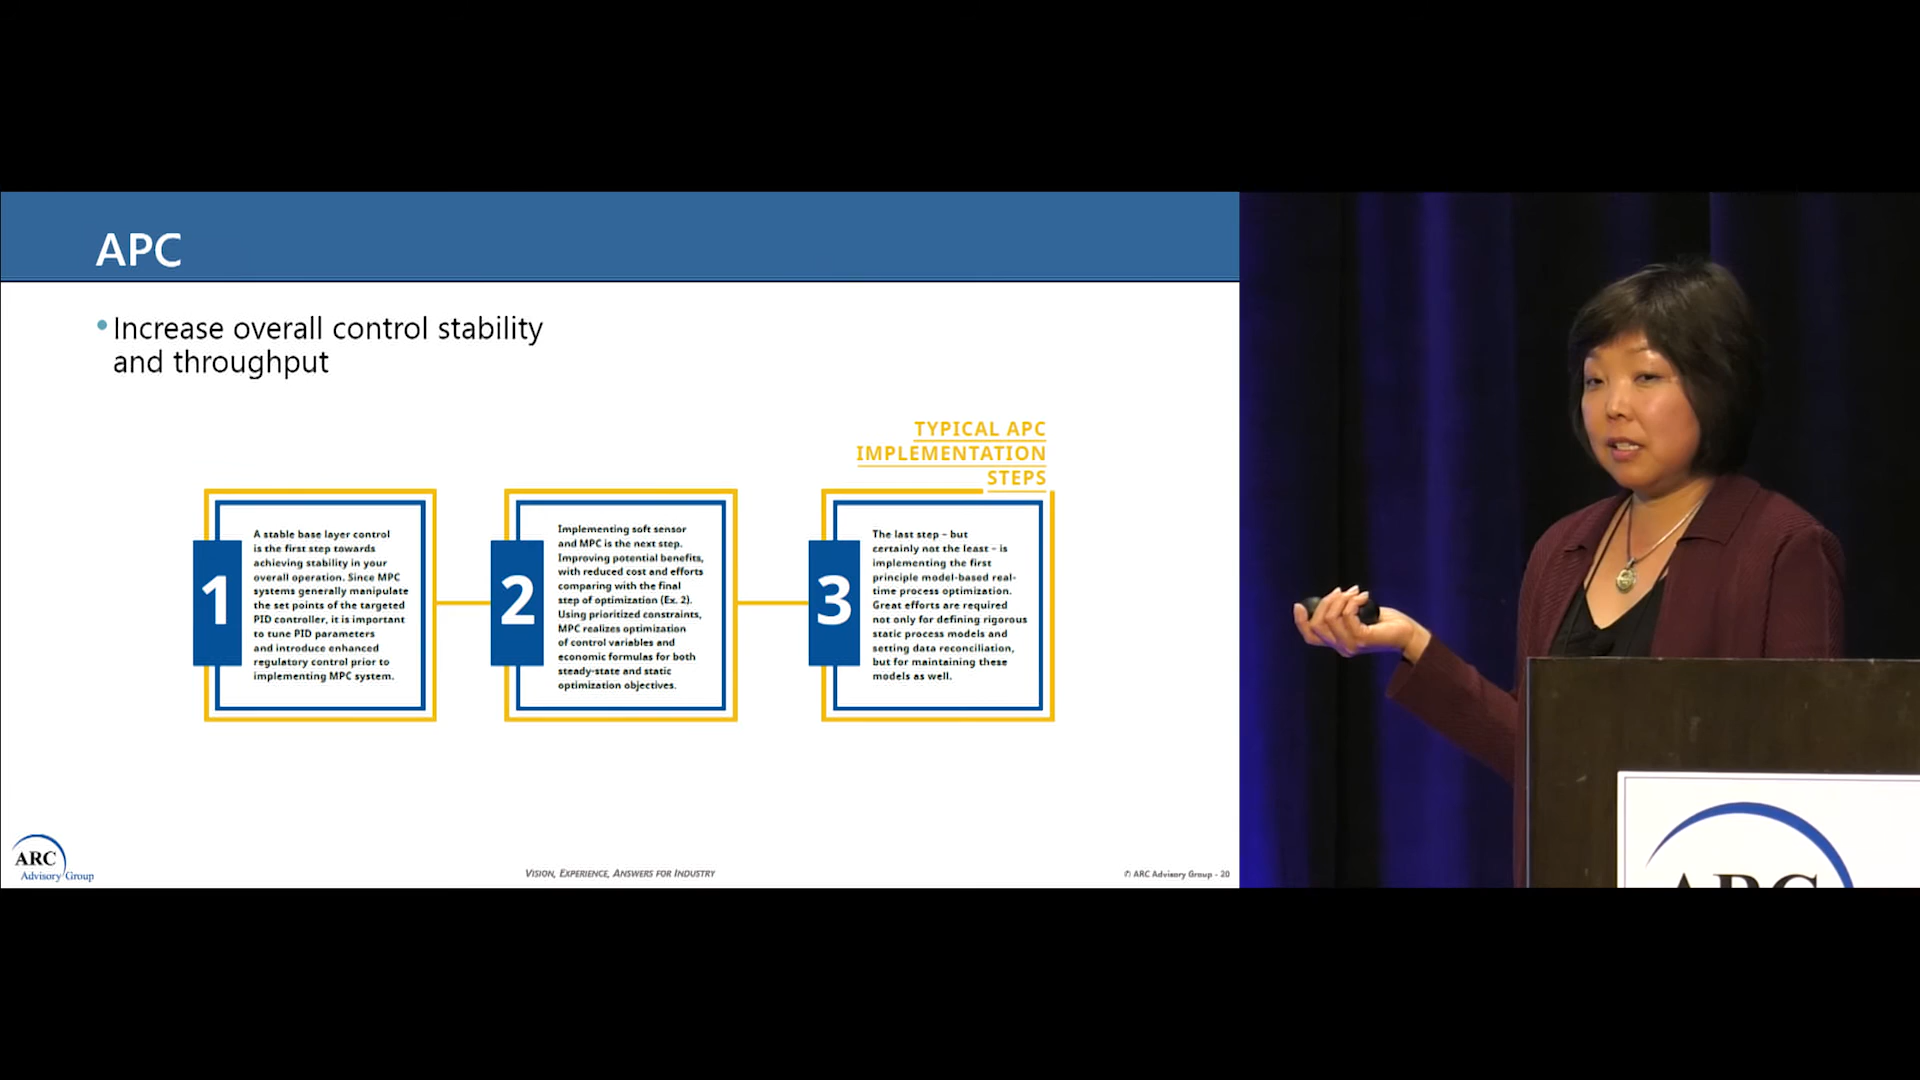 APC
• Increase overall control stability
and throughput
TYPICAL APC
IMPLEMENTATION
STEPS
1
A stable base layer control
is the first step towards
achieving stability in your
overall operation. Since MPC
systems generally manipulate
the set points of the targeted
PID controller, it is important
to tune PID parameters
and introduce enhanced
regulatory control prior to
implementing MPC system.
2
Implementing soft sensor
and MPC is the next step.
Improving potential benefits,
with reduced cost and efforts
comparing with the final
step of optimization (Ex. 2).
Using prioritized constraints,
MPC realizes optimization
of control variables and
economic formulas for both
steady-state and static
optimization objectives.
3
The last step – but
certainly not the least – is
implementing the first
principle model-based real-
time process optimization.
Great efforts are required
not only for defining rigorous
static process models and
setting data reconciliation,
but for maintaining these
models as well.
ARC
Advisory Group
VISION, EXPERIENCE, ANSWERS FOR INDUSTRY
© ARC Advisory Group - 20
ARC